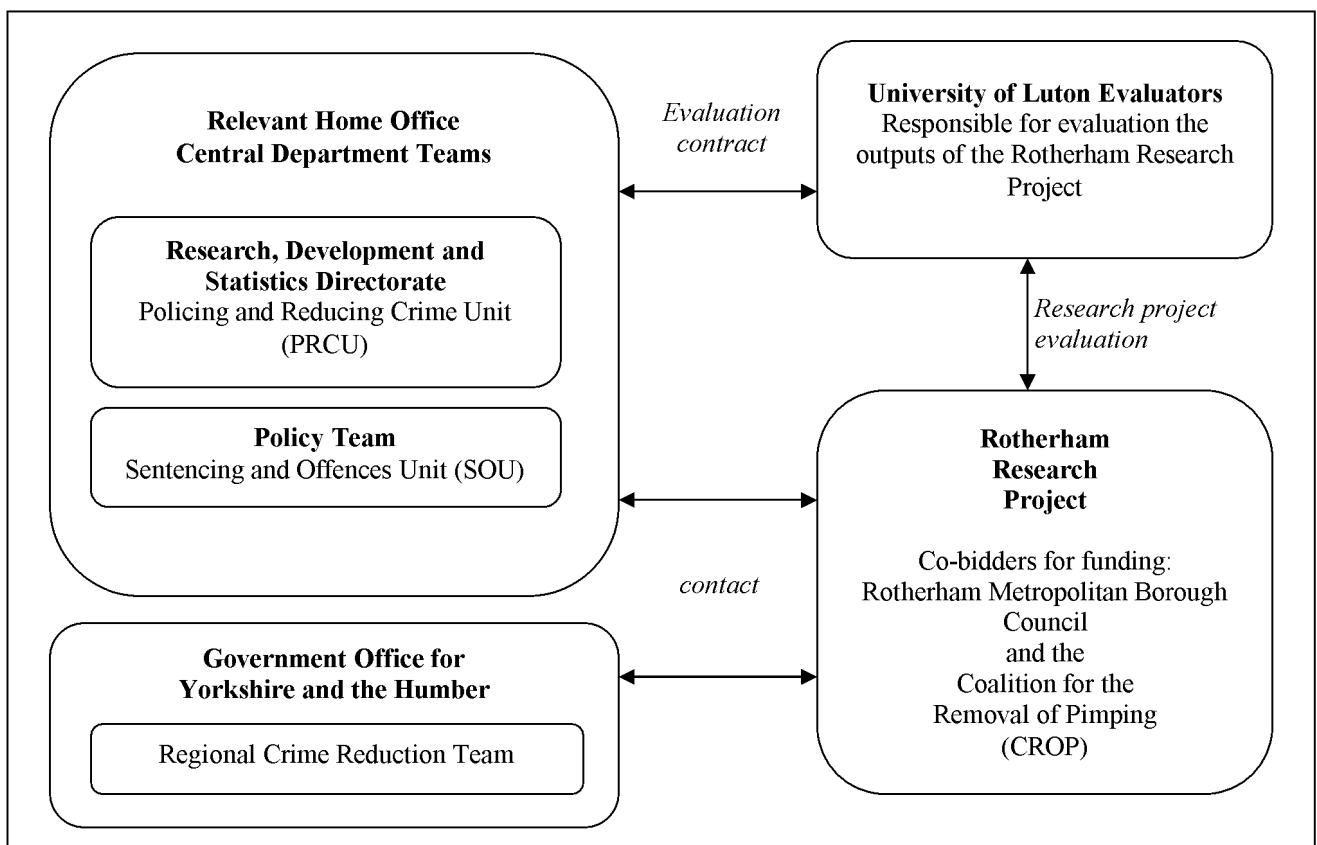 Relevant Home Office
Central Department Teams
Research, Development and
Statistics Directorate
Policing and Reducing Crime Unit
(PRCU)
Policy Team
Sentencing and Offences Unit (SOU)
Government Office for
Yorkshire and the Humber
Regional Crime Reduction Team
Evaluation
contract
contact
University of Luton Evaluators
Responsible for evaluation the
outputs of the Rotherham Research
Project
Research project
evaluation
Rotherham
Research
Project
Co-bidders for funding:
Rotherham Metropolitan Borough
Council
and the
Coalition for the
Removal of Pimping
(CROP)